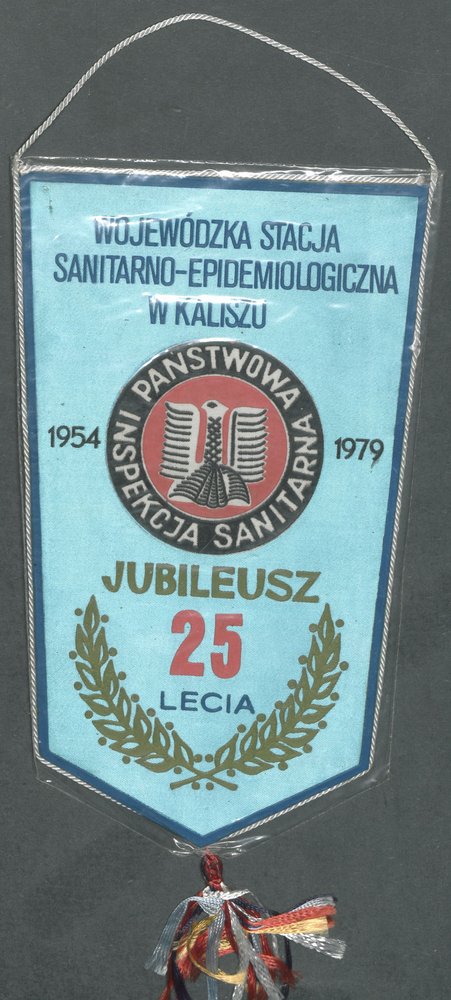 WOJEWÓDZKA STACJA
SANITARNO-EPIDEMIOLOGICZNA
W KALISZU
PAŃSTWOWA
INSPEKCJA SANITARNA
1954
1979
JUBILEUSZ
25
LECIA